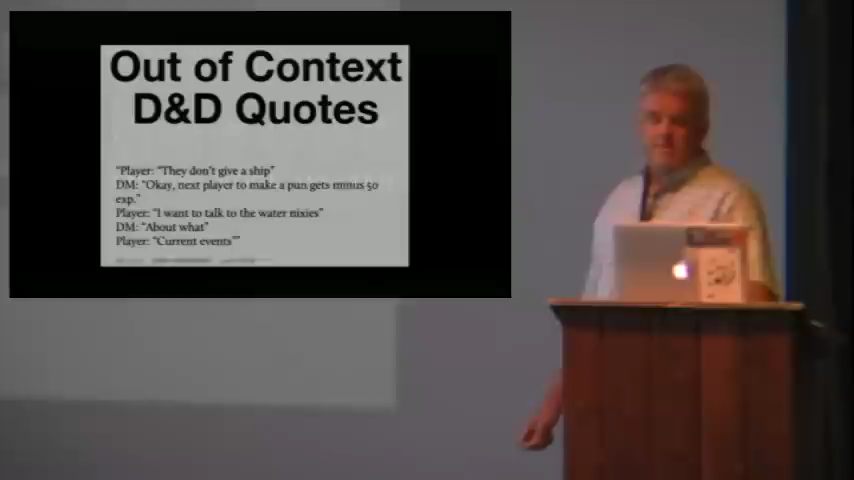 Out of Context
D&D Quotes
"Player: "They don't give a ship"
DM: "Okay, next player to make a pun gets minus 50
exp."
Player: "I want to talk to the water nixies"
DM: "About what"
Player: "Current events""